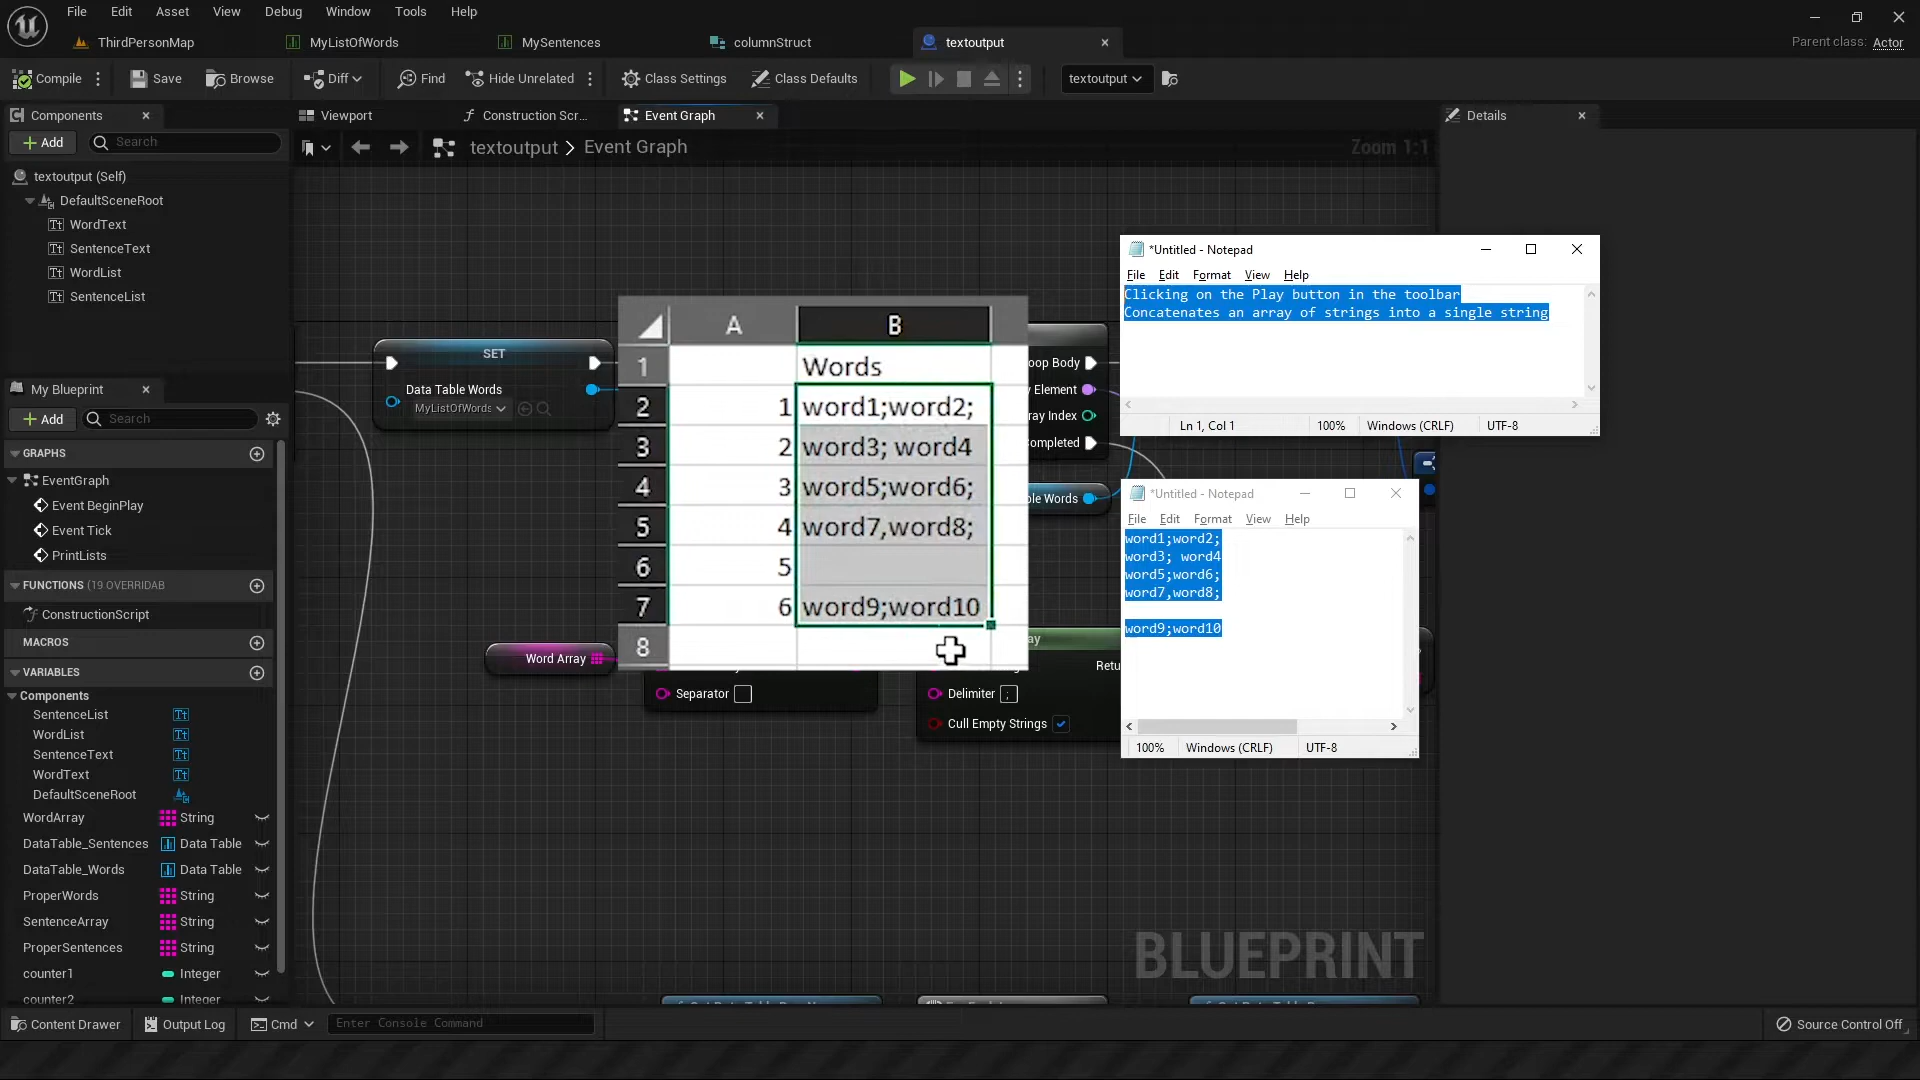 File Edit Asset View Debug Window Tools Help
ThirdPersonMap MyListOfWords MySentences columnStruct textoutput
Parent class: Actor
Compile Save Browse Diff Find Hide Unrelated Class Settings Class Defaults textoutput
Components
Viewport Construction Scr... Event Graph
Details
Add Search
textoutput > Event Graph
Zoom 1:1
textoutput (Self)
DefaultSceneRoot
WordText
SentenceText
WordList
SentenceList
*Untitled - Notepad
File Edit Format View Help
Clicking on the Play button in the toolbar
Concatenates an array of strings into a single string
Ln 1, Col 1 100% Windows (CRLF) UTF-8
SET
Data Table Words
MyListOfWords
A B
1 Words
2 1 word1;word2;
3 2 word3; word4
4 3 word5;word6;
5 4 word7,word8;
6 5
7 6 word9;word10
8
oop Body
Element
ray Index
ompleted
ble Words
*Untitled - Notepad
File Edit Format View Help
word1;word2;
word3; word4
word5;word6;
word7,word8;
word9;word10
100% Windows (CRLF) UTF-8
Word Array
Separator
ay
Retu
Delimiter ;
Cull Empty Strings
My Blueprint
Add Search
GRAPHS
EventGraph
Event BeginPlay
Event Tick
PrintLists
FUNCTIONS (19 OVERRIDAB
ConstructionScript
MACROS
VARIABLES
Components
SentenceList
WordList
SentenceText
WordText
DefaultSceneRoot
WordArray String
DataTable_Sentences Data Table
DataTable_Words Data Table
ProperWords String
SentenceArray String
ProperSentences String
counter1 Integer
counter2 Integer
BLUEPRINT
Content Drawer Output Log Cmd Enter Console Command
Source Control Off